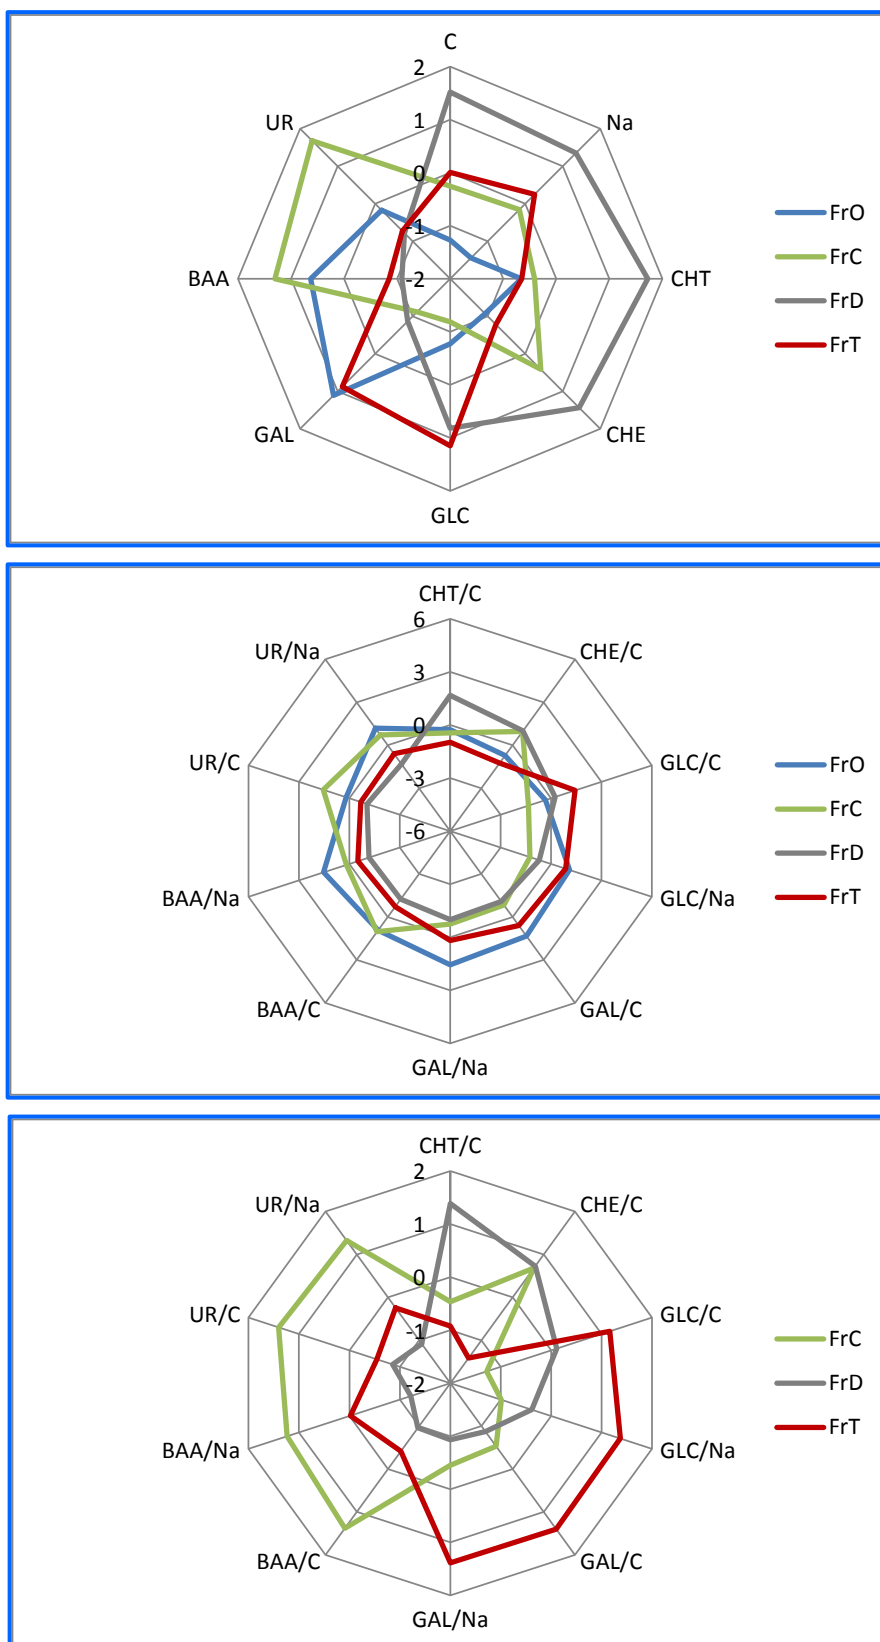 C
2
UR
Na
1
0
FrO
-1
FrC
BAA
-2
CHT
FrD
FrT
GAL
CHE
GLC
CHT/C
6
UR/Na
CHE/C
3
0
UR/C
GLC/C
FrO
-3
FrC
-6
FrD
BAA/Na
GLC/Na
FrT
BAA/C
GAL/C
GAL/Na
CHT/C
2
UR/Na
CHE/C
1
0
UR/C
GLC/C
-1
FrC
-2
FrD
FrT
BAA/Na
GLC/Na
BAA/C
GAL/C
GAL/Na